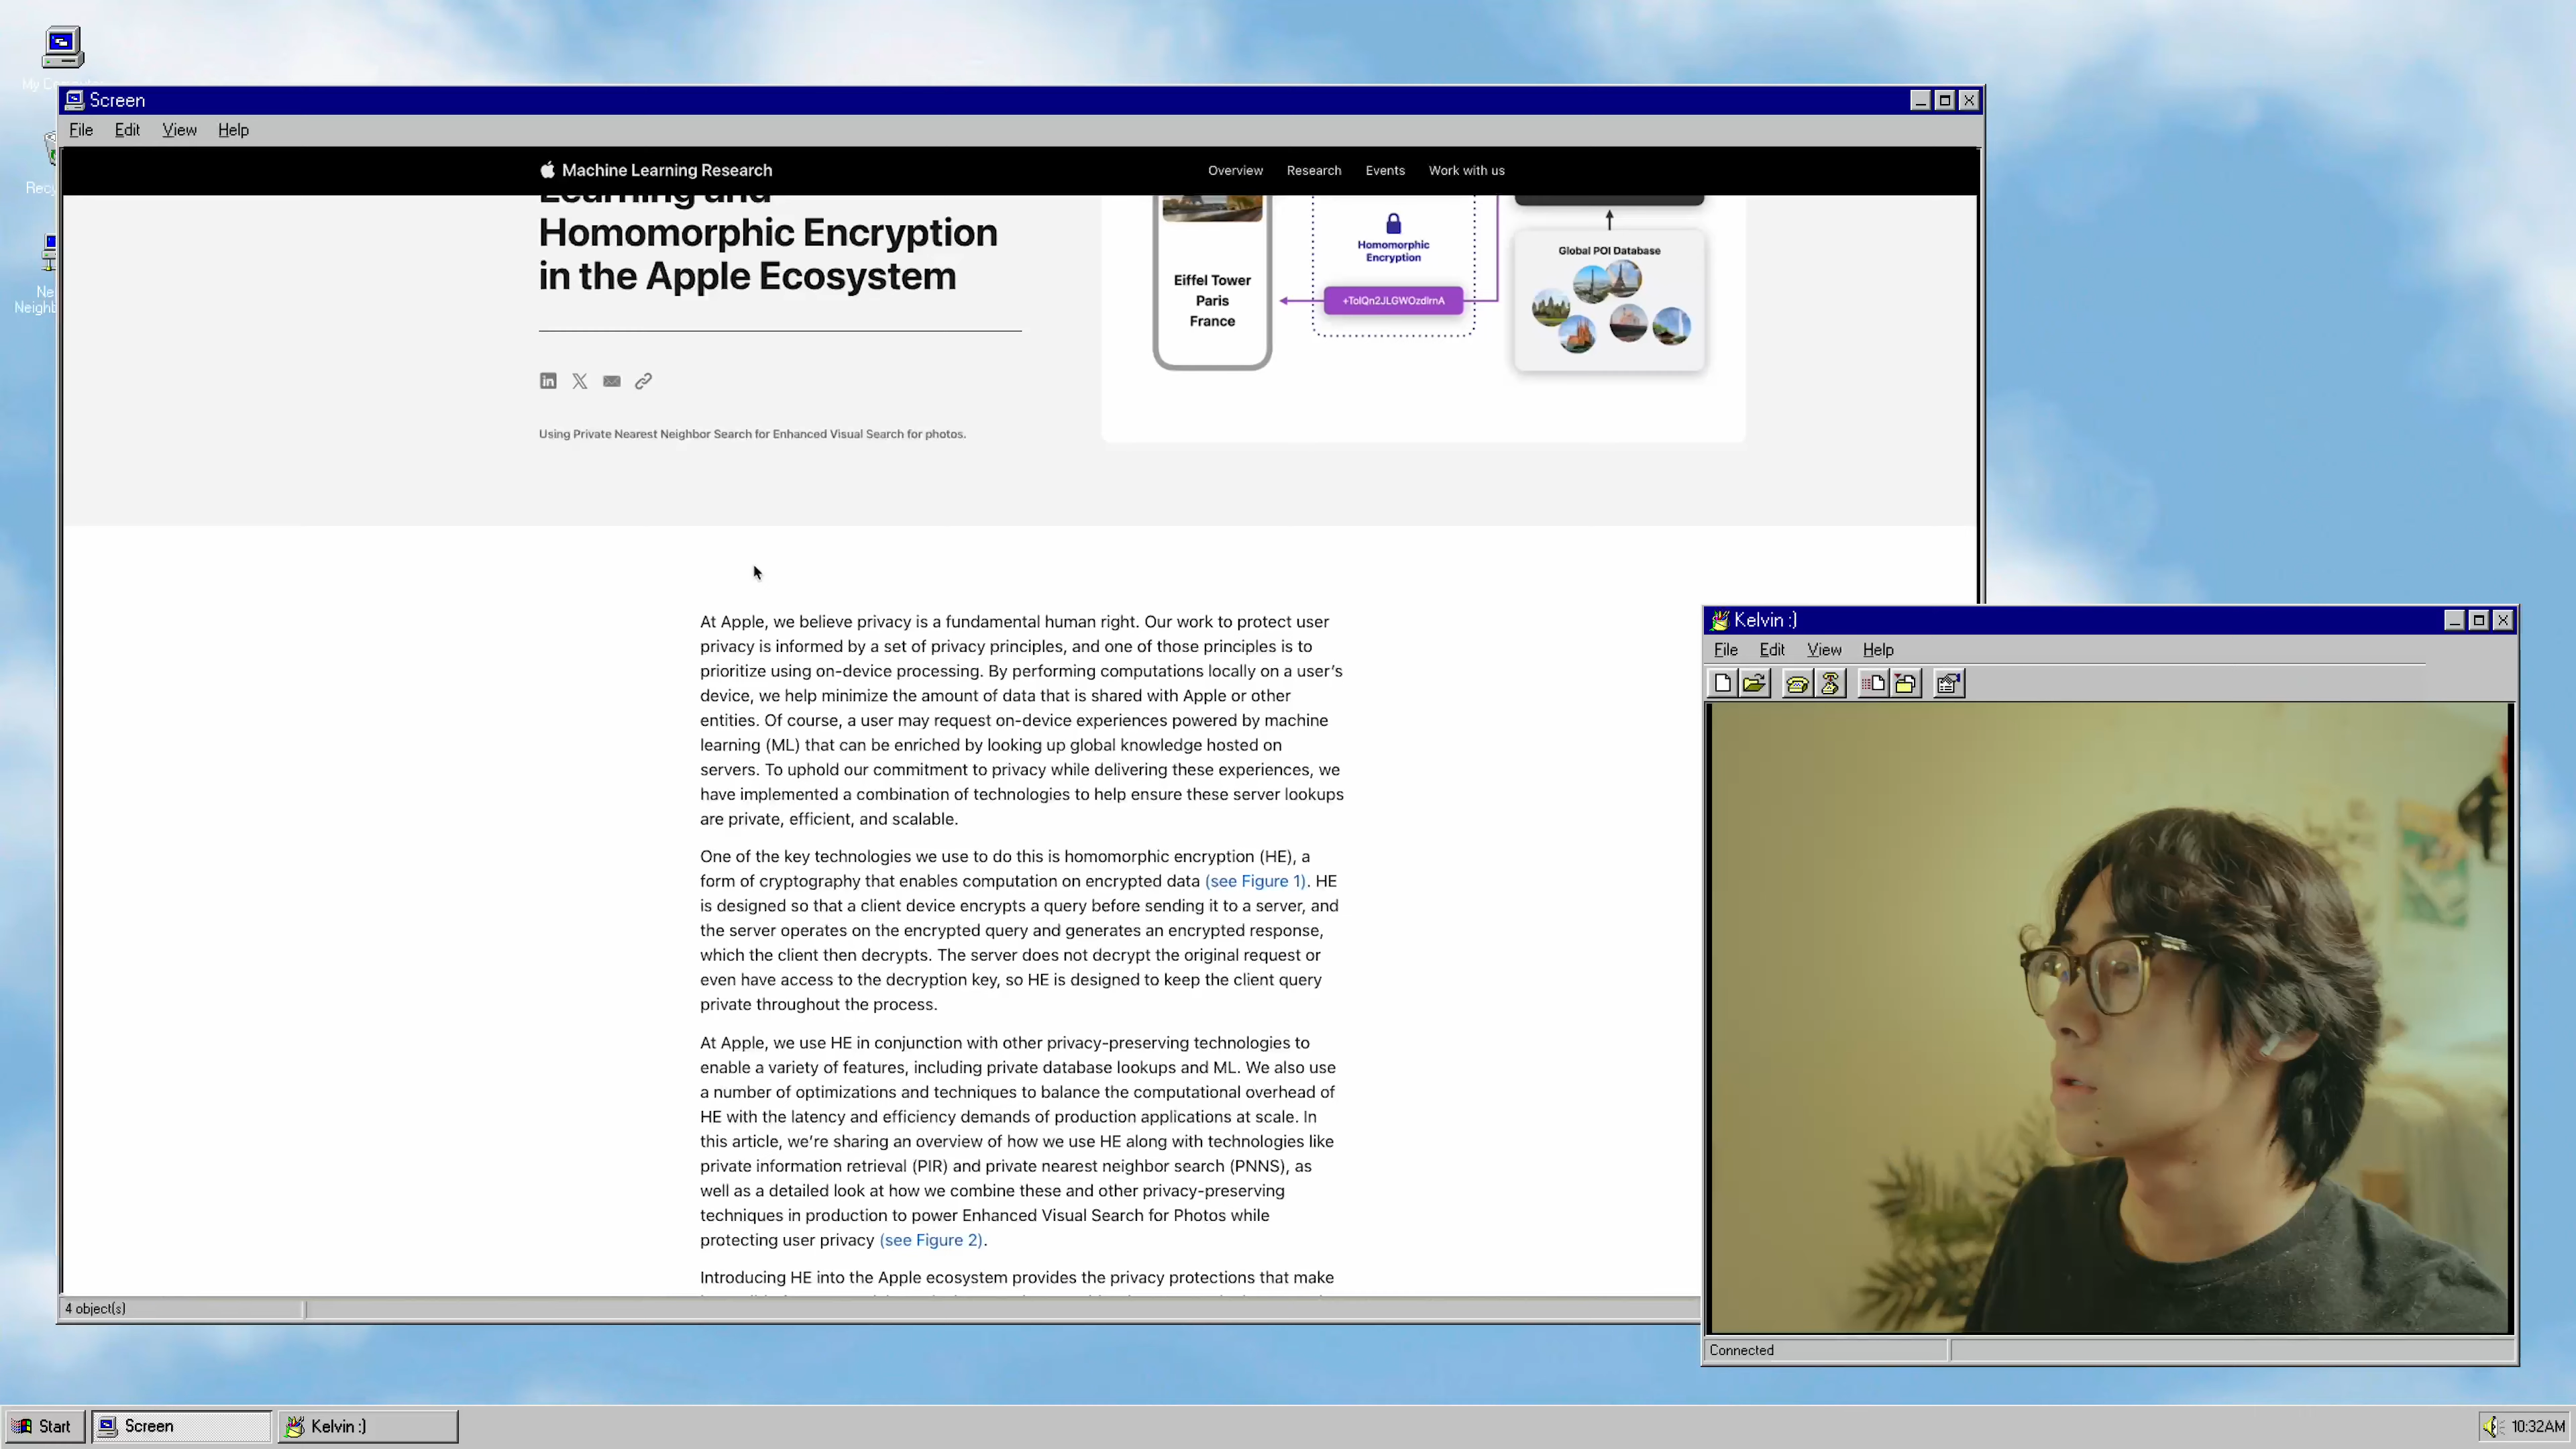 My Computer
Screen
File Edit View Help
Machine Learning Research
Overview Research Events Work with us
Learning and
Homomorphic Encryption
in the Apple Ecosystem
Using Private Nearest Neighbor Search for Enhanced Visual Search for photos.
Eiffel Tower
Paris
France
Homomorphic
Encryption
Global POI Database
At Apple, we believe privacy is a fundamental human right. Our work to protect user
privacy is informed by a set of privacy principles, and one of those principles is to
prioritize using on-device processing. By performing computations locally on a user's
device, we help minimize the amount of data that is shared with Apple or other
entities. Of course, a user may request on-device experiences powered by machine
learning (ML) that can be enriched by looking up global knowledge hosted on
servers. To uphold our commitment to privacy while delivering these experiences, we
have implemented a combination of technologies to help ensure these server lookups
are private, efficient, and scalable.
One of the key technologies we use to do this is homomorphic encryption (HE), a
form of cryptography that enables computation on encrypted data (see Figure 1). HE
is designed so that a client device encrypts a query before sending it to a server, and
the server operates on the encrypted query and generates an encrypted response,
which the client then decrypts. The server does not decrypt the original request or
even have access to the decryption key, so HE is designed to keep the client query
private throughout the process.
At Apple, we use HE in conjunction with other privacy-preserving technologies to
enable a variety of features, including private database lookups and ML. We also use
a number of optimizations and techniques to balance the computational overhead of
HE with the latency and efficiency demands of production applications at scale. In
this article, we're sharing an overview of how we use HE along with technologies like
private information retrieval (PIR) and private nearest neighbor search (PNNS), as
well as a detailed look at how we combine these and other privacy-preserving
techniques in production to power Enhanced Visual Search for Photos while
protecting user privacy (see Figure 2).
Introducing HE into the Apple ecosystem provides the privacy protections that make
4 object(s)
Kelvin :)
File Edit View Help
Connected
Start
Screen
Kelvin :)
10:32AM